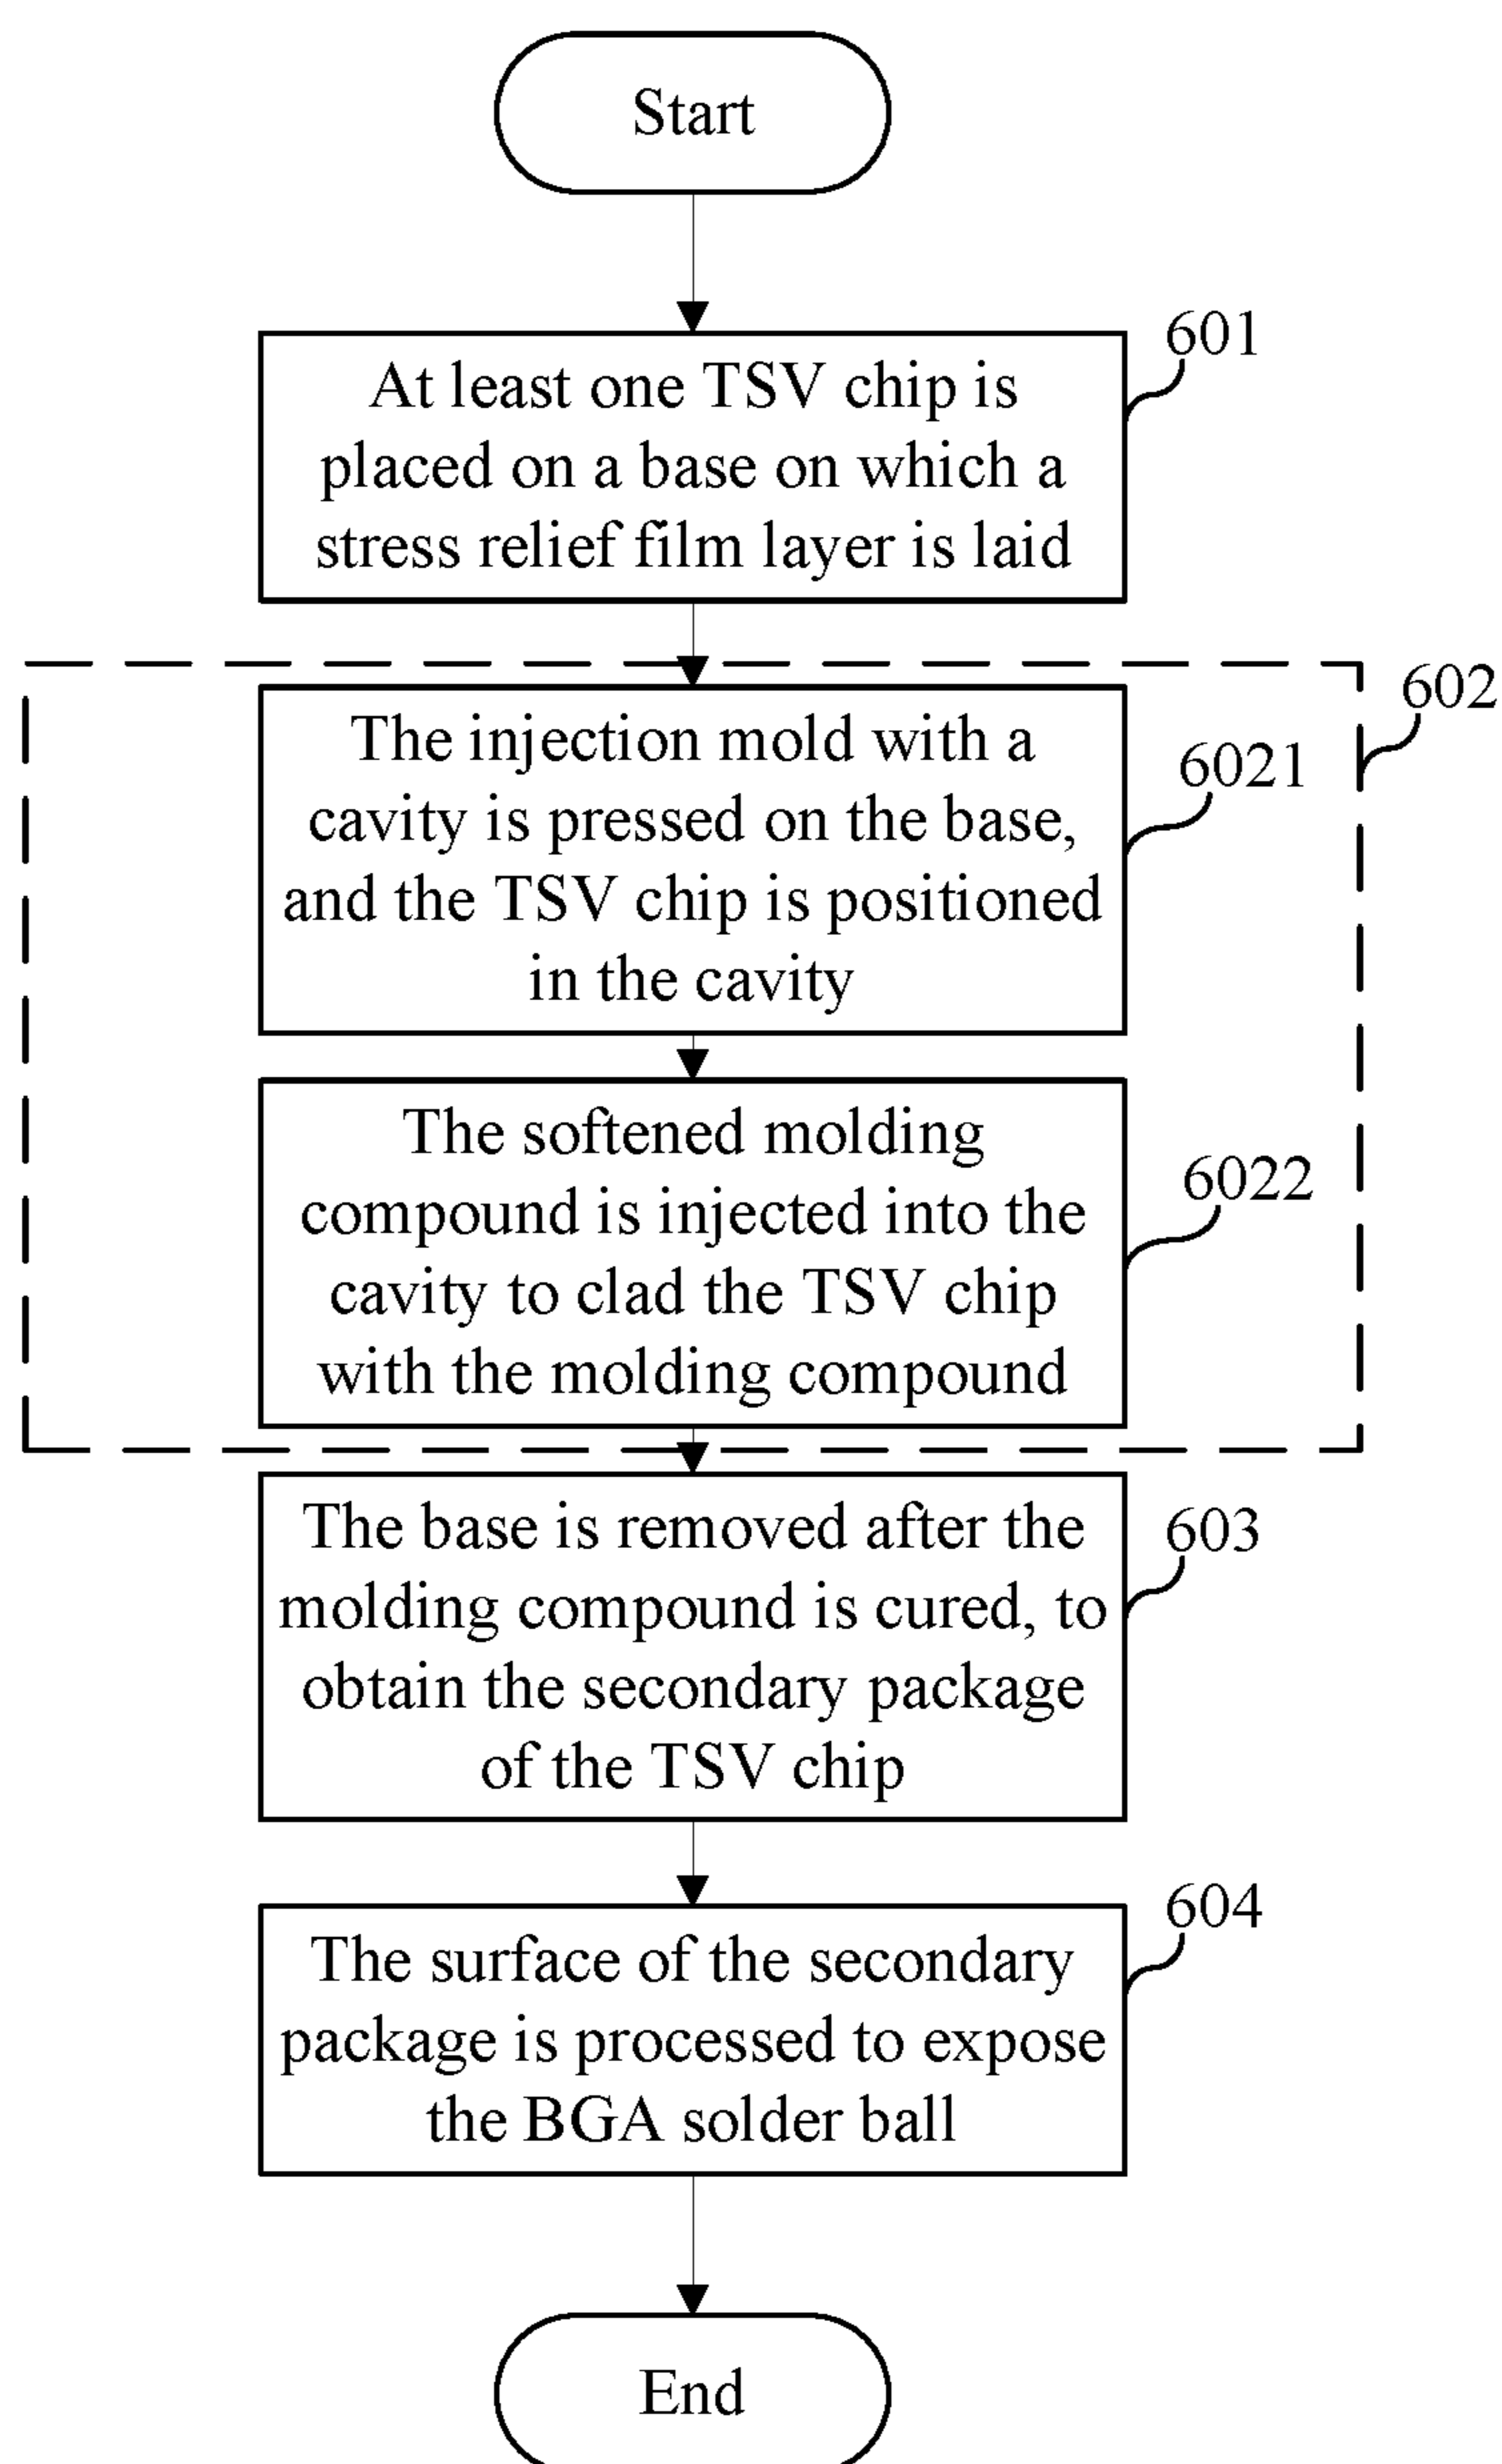 Start
601
At least one TSV chip is
placed on a base on which a
stress relief film layer is laid
602
6021
The injection mold with a
cavity is pressed on the base,
and the TSV chip is positioned
in the cavity
6022
The softened molding
compound is injected into the
cavity to clad the TSV chip
with the molding compound
603
The base is removed after the
molding compound is cured, to
obtain the secondary package
of the TSV chip
604
The surface of the secondary
package is processed to expose
the BGA solder ball
End